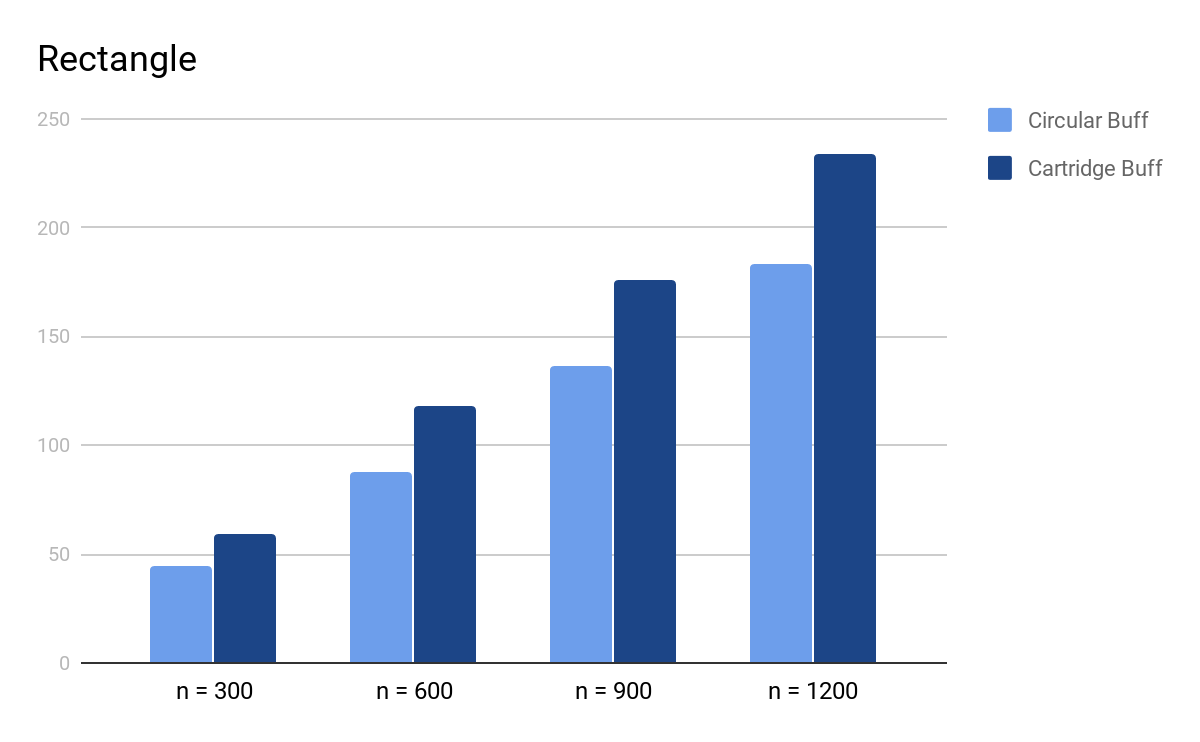 Rectangle
250
200
150
100
50
0
n = 300
n = 600
n = 900
n = 1200
Circular Buff
Cartridge Buff